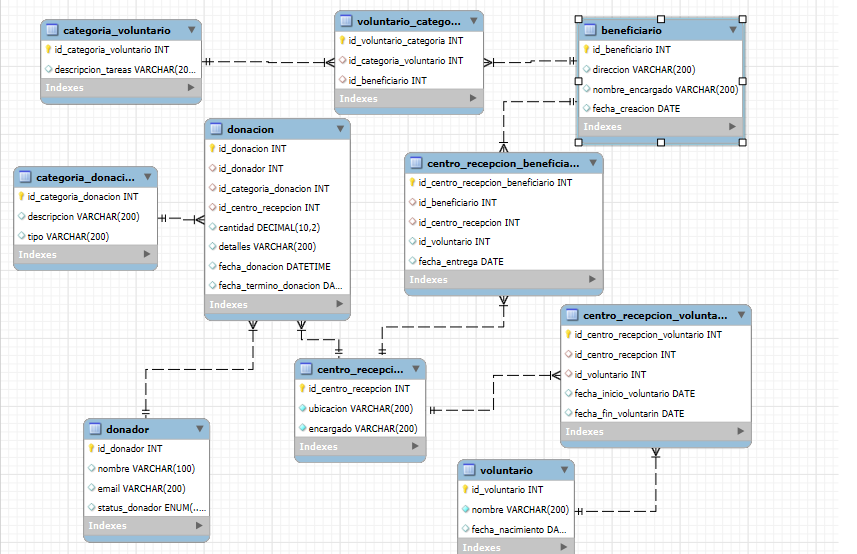 categoria_voluntario
id_categoria_voluntario INT
descripcion_tareas VARCHAR(20...
Indexes
voluntario_catego...
id_voluntario_categoria INT
id_categoria_voluntario INT
id_beneficiario INT
Indexes
beneficiario
id_beneficiario INT
direccion VARCHAR(200)
nombre_encargado VARCHAR(200)
fecha_creacion DATE
Indexes
donacion
id_donacion INT
id_donador INT
id_categoria_donacion INT
id_centro_recepcion INT
cantidad DECIMAL(10,2)
detalles VARCHAR(200)
fecha_donacion DATETIME
fecha_termino_donacion DA...
Indexes
categoria_donaci...
id_categoria_donacion INT
descripcion VARCHAR(200)
tipo VARCHAR(200)
Indexes
centro_recepcion_beneficia...
id_centro_recepcion_beneficiario INT
id_beneficiario INT
id_centro_recepcion INT
id_voluntario INT
fecha_entrega DATE
Indexes
centro_recepcion_volunta...
id_centro_recepcion_voluntario INT
id_centro_recepcion INT
id_voluntario INT
fecha_inicio_voluntario DATE
fecha_fin_voluntarin DATE
Indexes
centro_recepci...
id_centro_recepcion INT
ubicacion VARCHAR(200)
encargado VARCHAR(200)
Indexes
donador
id_donador INT
nombre VARCHAR(100)
email VARCHAR(200)
status_donador ENUM(....
Indexes
voluntario
id_voluntario INT
nombre VARCHAR(200)
fecha_nacimiento DA...
Indexes